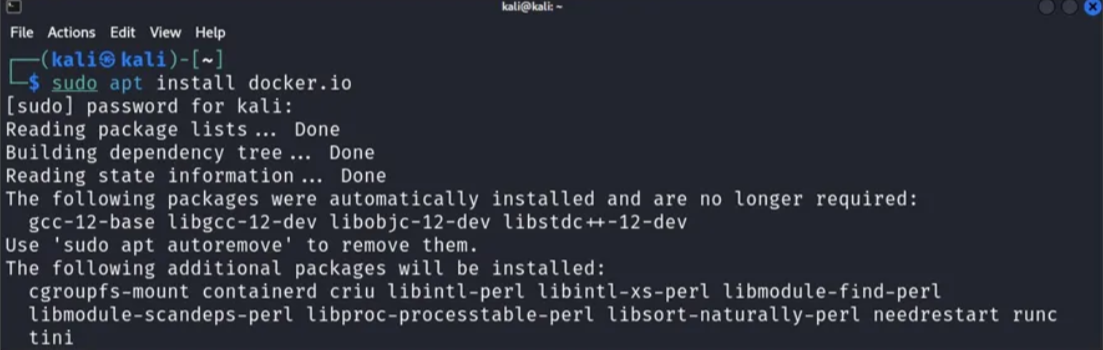 kali@kali: ~
File Actions Edit View Help
┌──(kali㉿kali)-[~]
└─$ sudo apt install docker.io
[sudo] password for kali:
Reading package lists... Done
Building dependency tree... Done
Reading state information... Done
The following packages were automatically installed and are no longer required:
  gcc-12-base libgcc-12-dev libobjc-12-dev libstdc++-12-dev
Use 'sudo apt autoremove' to remove them.
The following additional packages will be installed:
  cgroupfs-mount containerd criu libintl-perl libintl-xs-perl libmodule-find-perl
  libmodule-scandeps-perl libproc-processtable-perl libsort-naturally-perl needrestart runc
  tini